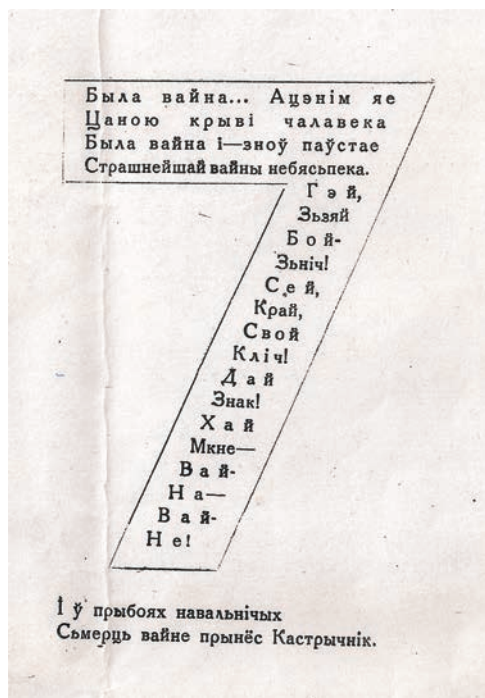 Была вайна... Ацэнім яе
Цаною крыві чалавека
Была вайна і—зноў паўстае
Страшнейшай вайны небясьпека.
Гэй,
Зьзяй
Бой-
Зьніч!
Сей,
Край,
Свой
Кліч!
Дай
Знак!
Хай
Мкне—
Вай-
На—
Вай-
Не!
І ў прыбоях навальнічых
Сьмерць вайне прынёс Кастрычнік.